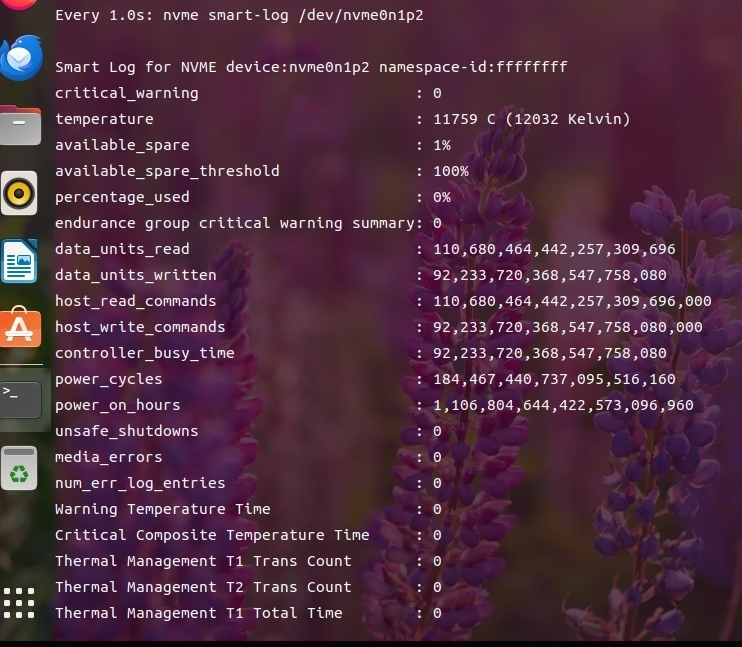 Every 1.0s: nvme smart-log /dev/nvme0n1p2
Smart Log for NVME device:nvme0n1p2 namespace-id:ffffffff
critical_warning : 0
temperature : 11759 C (12032 Kelvin)
available_spare : 1%
available_spare_threshold : 100%
percentage_used : 0%
endurance group critical warning summary: 0
data_units_read : 110,680,464,442,257,309,696
data_units_written : 92,233,720,368,547,758,080
host_read_commands : 110,680,464,442,257,309,696,000
host_write_commands : 92,233,720,368,547,758,080,000
controller_busy_time : 92,233,720,368,547,758,080
power_cycles : 184,467,440,737,095,516,160
power_on_hours : 1,106,804,644,422,573,096,960
unsafe_shutdowns : 0
media_errors : 0
num_err_log_entries : 0
Warning Temperature Time : 0
Critical Composite Temperature Time : 0
Thermal Management T1 Trans Count : 0
Thermal Management T2 Trans Count : 0
Thermal Management T1 Total Time : 0